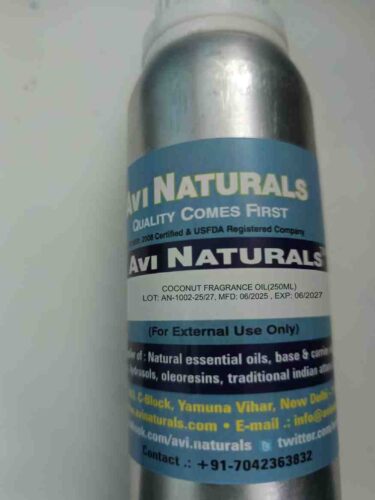 AVI NATURALS
QUALITY COMES FIRST
2008 Certified & USFDA Registered Company
AVI NATURALS
COCONUT FRAGRANCE OIL(250ML)
LOT: AN-1002-25/27, MFD: 06/2025 , EXP: 06/2027
(For External Use Only)
of : Natural essential oils, base &
hydrosols, oleoresins, traditional indian
C-Block, Yamuna Vihar, New Delhi -
.avinaturals.com • E-mail .: info@
.com/avi.naturals twitter.com/
Contact .: +91-7042363832